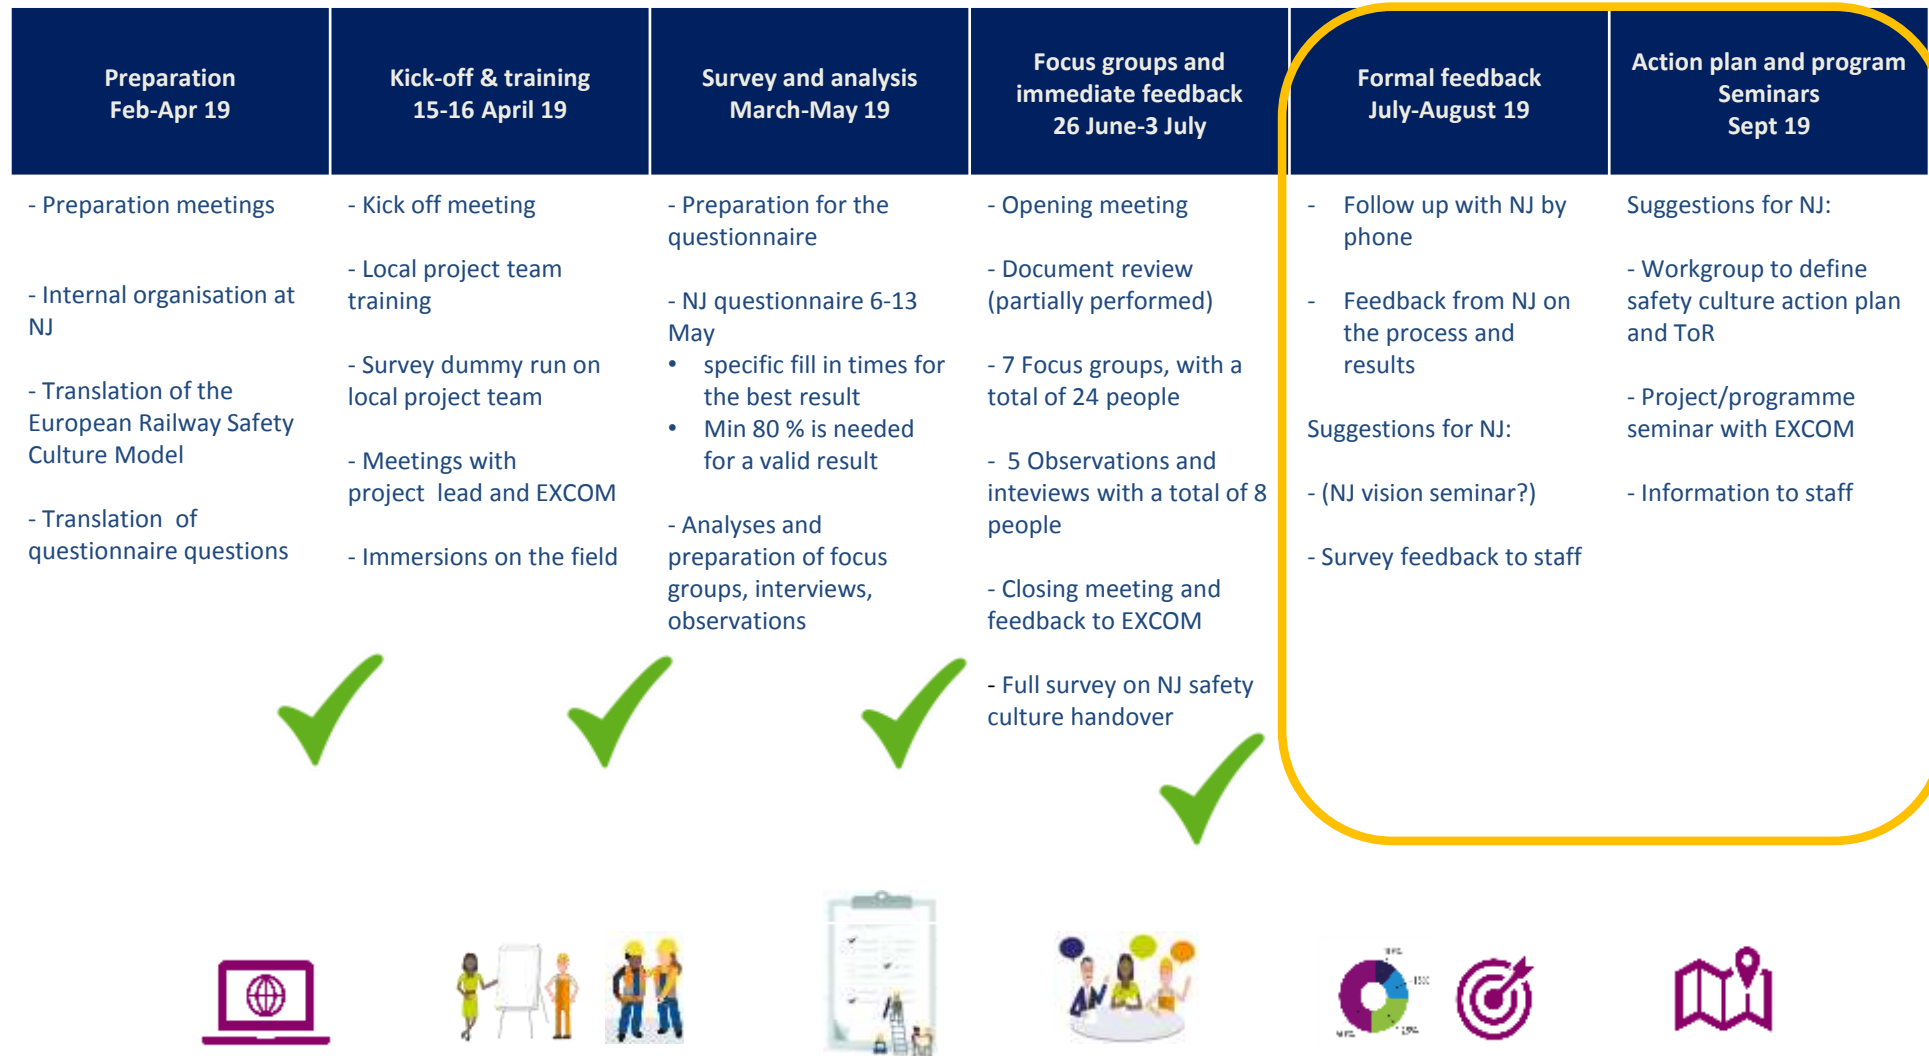 Preparation
Feb-Apr 19
Kick-off & training
15-16 April 19
Survey and analysis
March-May 19
Focus groups and
immediate feedback
26 June-3 July
Formal feedback
July-August 19
Action plan and program
Seminars
Sept 19
- Preparation meetings
- Internal organisation at
NJ
- Translation of the
European Railway Safety
Culture Model
- Translation of
questionnaire questions
- Kick off meeting
- Local project team
training
- Survey dummy run on
local project team
- Meetings with
project lead and EXCOM
- Immersions on the field
- Preparation for the
questionnaire
- NJ questionnaire 6-13
May
• specific fill in times for
the best result
• Min 80 % is needed
for a valid result
- Analyses and
preparation of focus
groups, interviews,
observations
- Opening meeting
- Document review
(partially performed)
- 7 Focus groups, with a
total of 24 people
- 5 Observations and
inteviews with a total of 8
people
- Closing meeting and
feedback to EXCOM
- Full survey on NJ safety
culture handover
- Follow up with NJ by
phone
- Feedback from NJ on
the process and
results
Suggestions for NJ:
- (NJ vision seminar?)
- Survey feedback to staff
Suggestions for NJ:
- Workgroup to define
safety culture action plan
and ToR
- Project/programme
seminar with EXCOM
- Information to staff